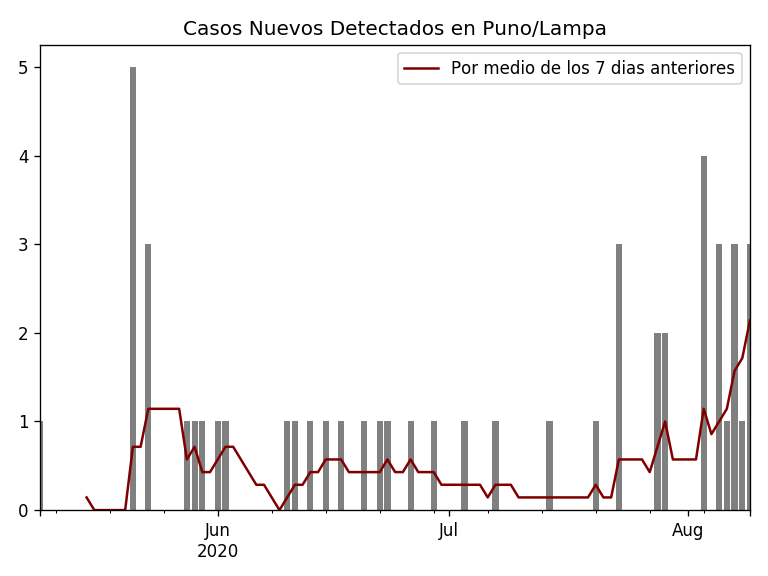 Casos Nuevos Detectados en Puno/Lampa
Por medio de los 7 dias anteriores
5
4
3
2
1
0
Jun
2020
Jul
Aug